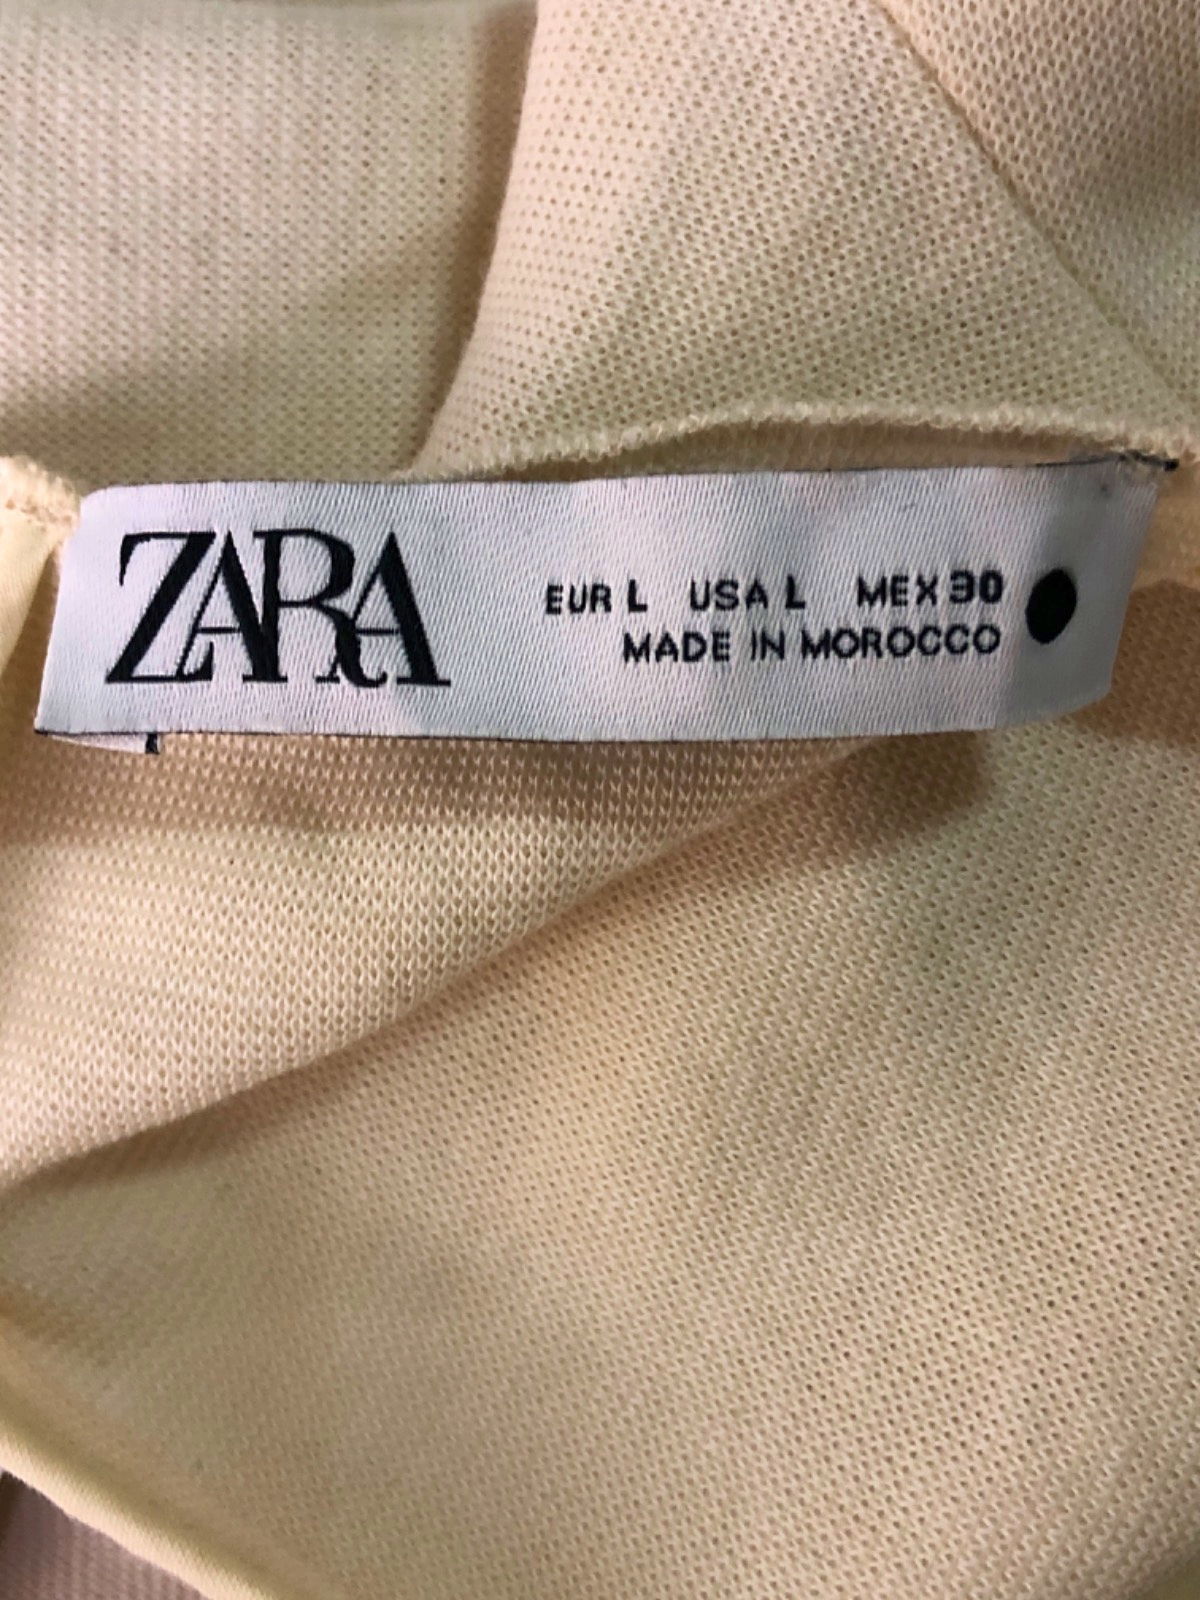 ZARA
EUR L USA L MEX 30
MADE IN MOROCCO